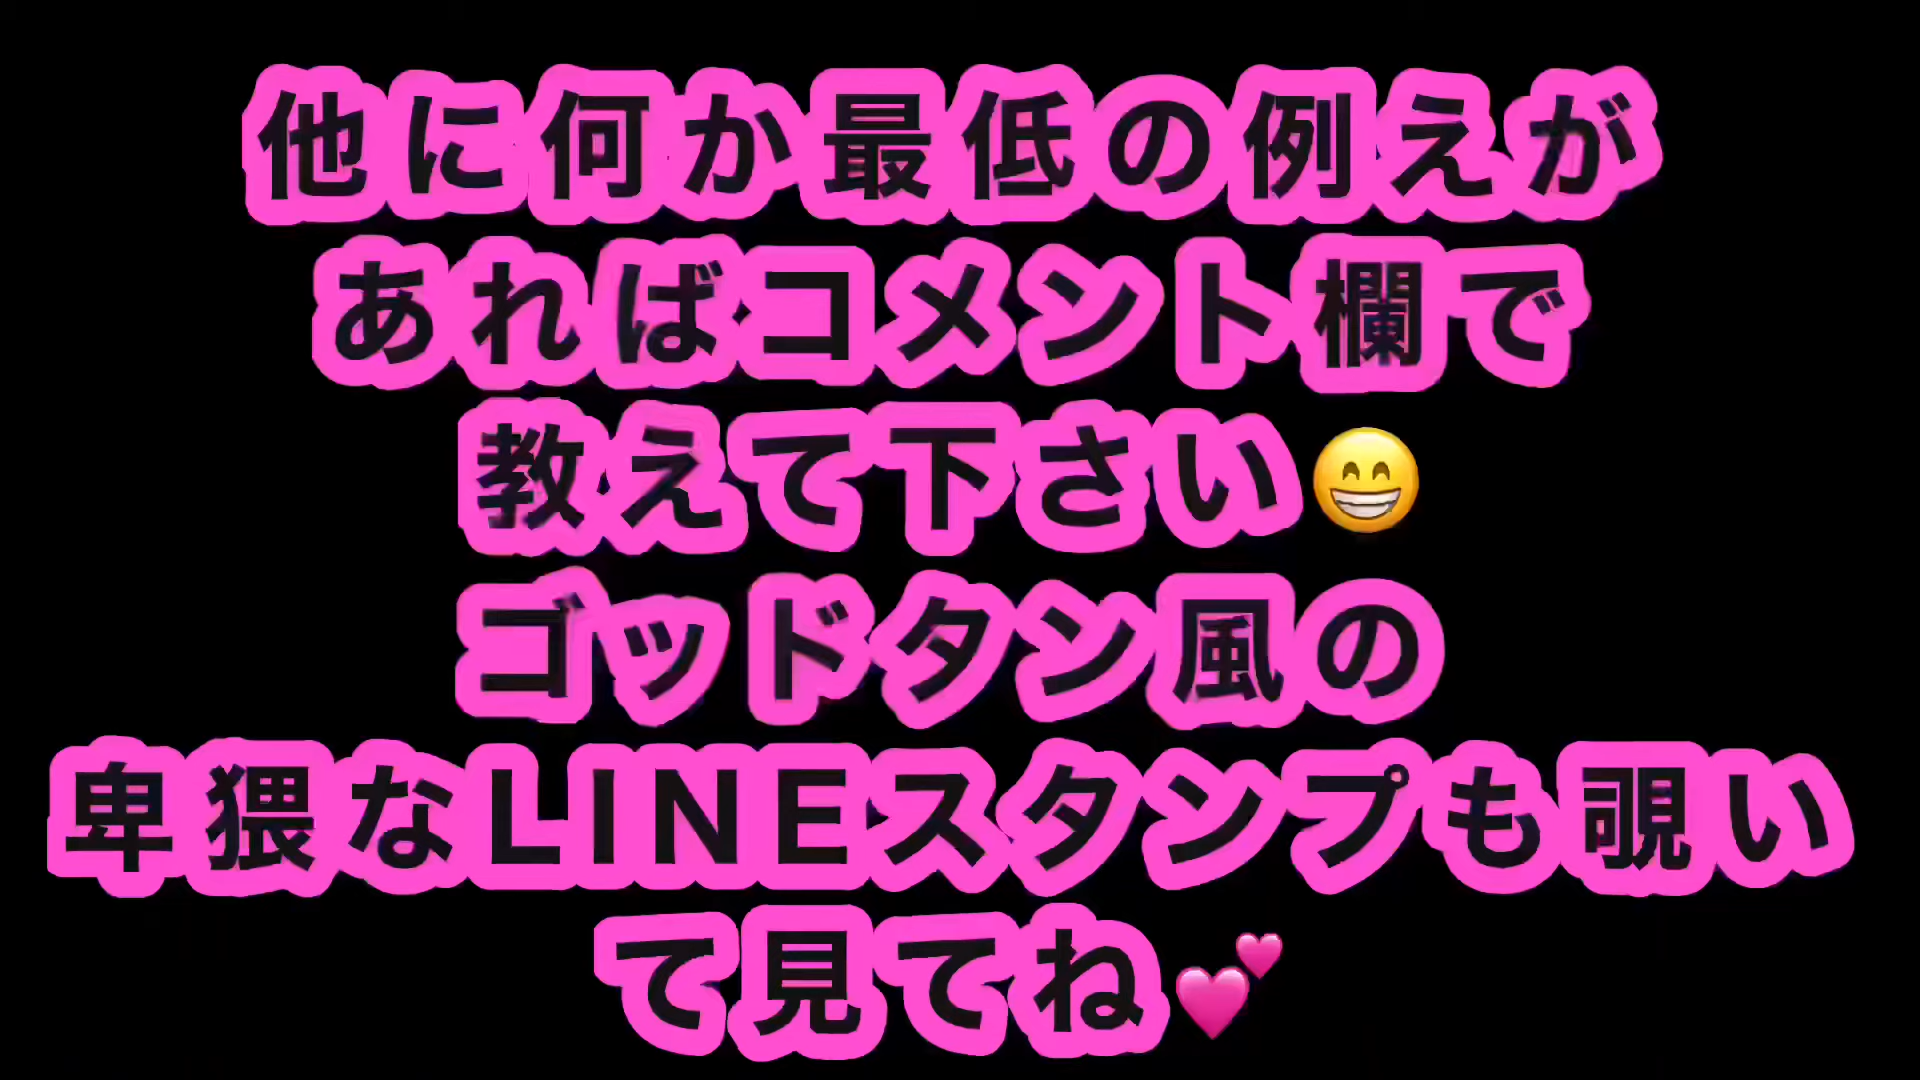 他に何か最低の例えが
あればコメント欄で
教えて下さい😁
ゴッドタン風の
卑猥なLINEスタンプも覗い
て見てね💕